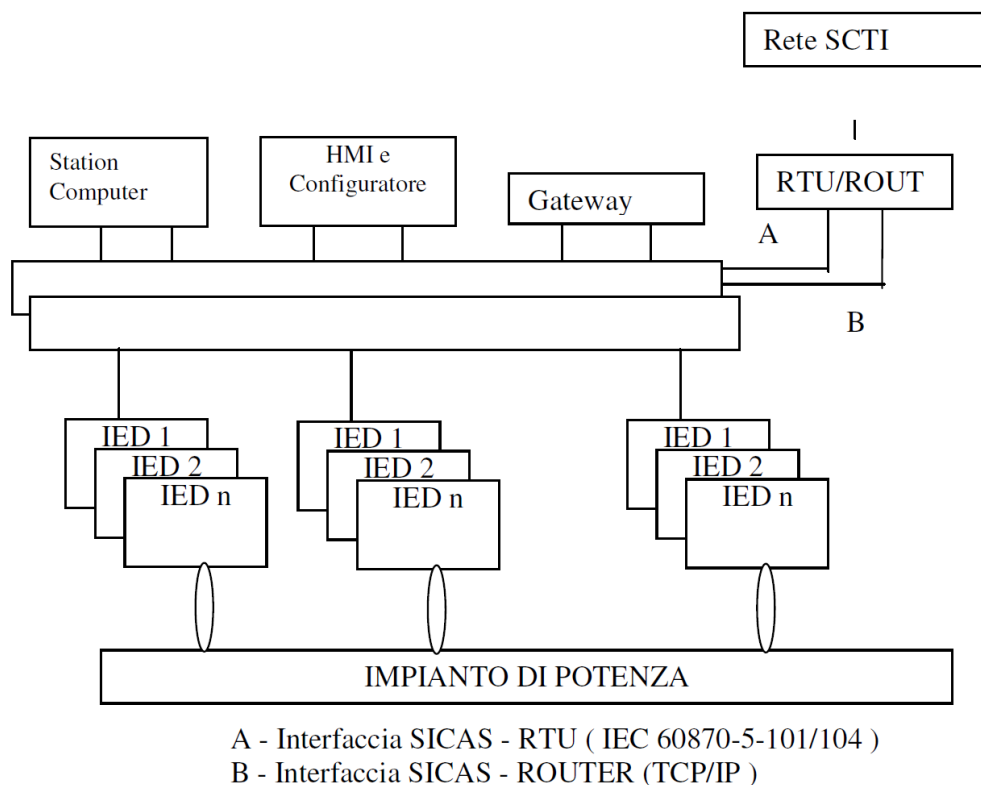 Rete SCTI
Station
Computer
HMI e
Configuratore
Gateway
RTU/ROUT
A
B
IED 1
IED 2
IED n
IED 1
IED 2
IED n
IED 1
IED 2
IED n
IMPIANTO DI POTENZA
A - Interfaccia SICAS - RTU ( IEC 60870-5-101/104 )
B - Interfaccia SICAS - ROUTER (TCP/IP )